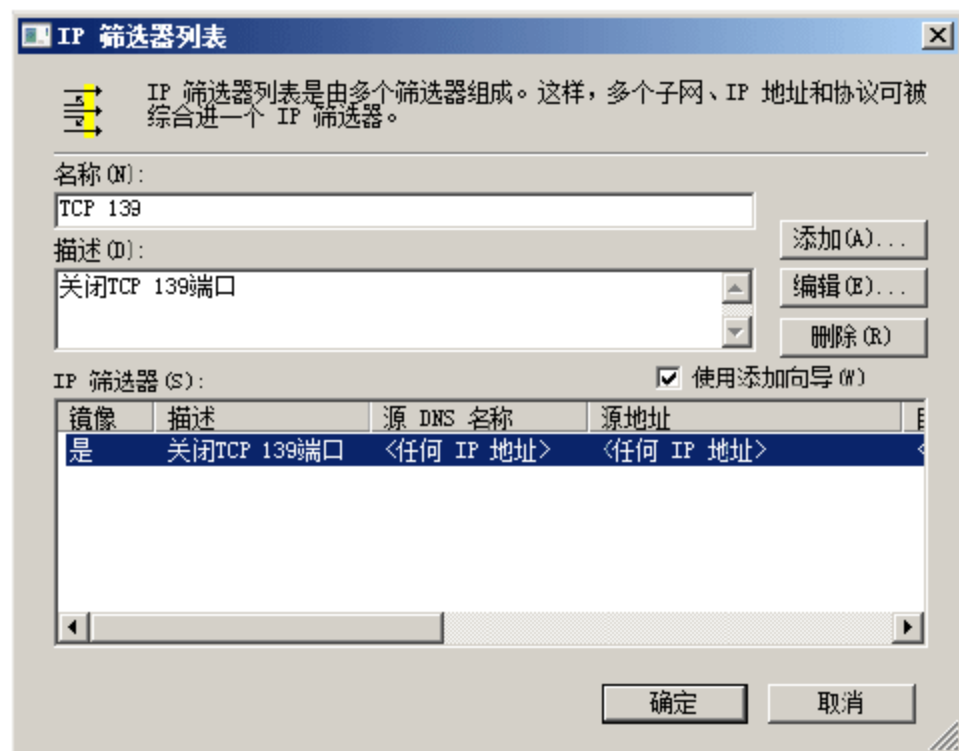 IP 筛选器列表
IP 筛选器列表是由多个筛选器组成。这样，多个子网、IP 地址和协议可被
综合进一个 IP 筛选器。
名称(N):
TCP 139
添加(A)...
描述(D):
关闭TCP 139端口
编辑(E)...
删除(R)
IP 筛选器(S):
使用添加向导(W)
镜像 描述 源 DNS 名称 源地址
是 关闭TCP 139端口 <任何 IP 地址> <任何 IP 地址> <
确定 取消